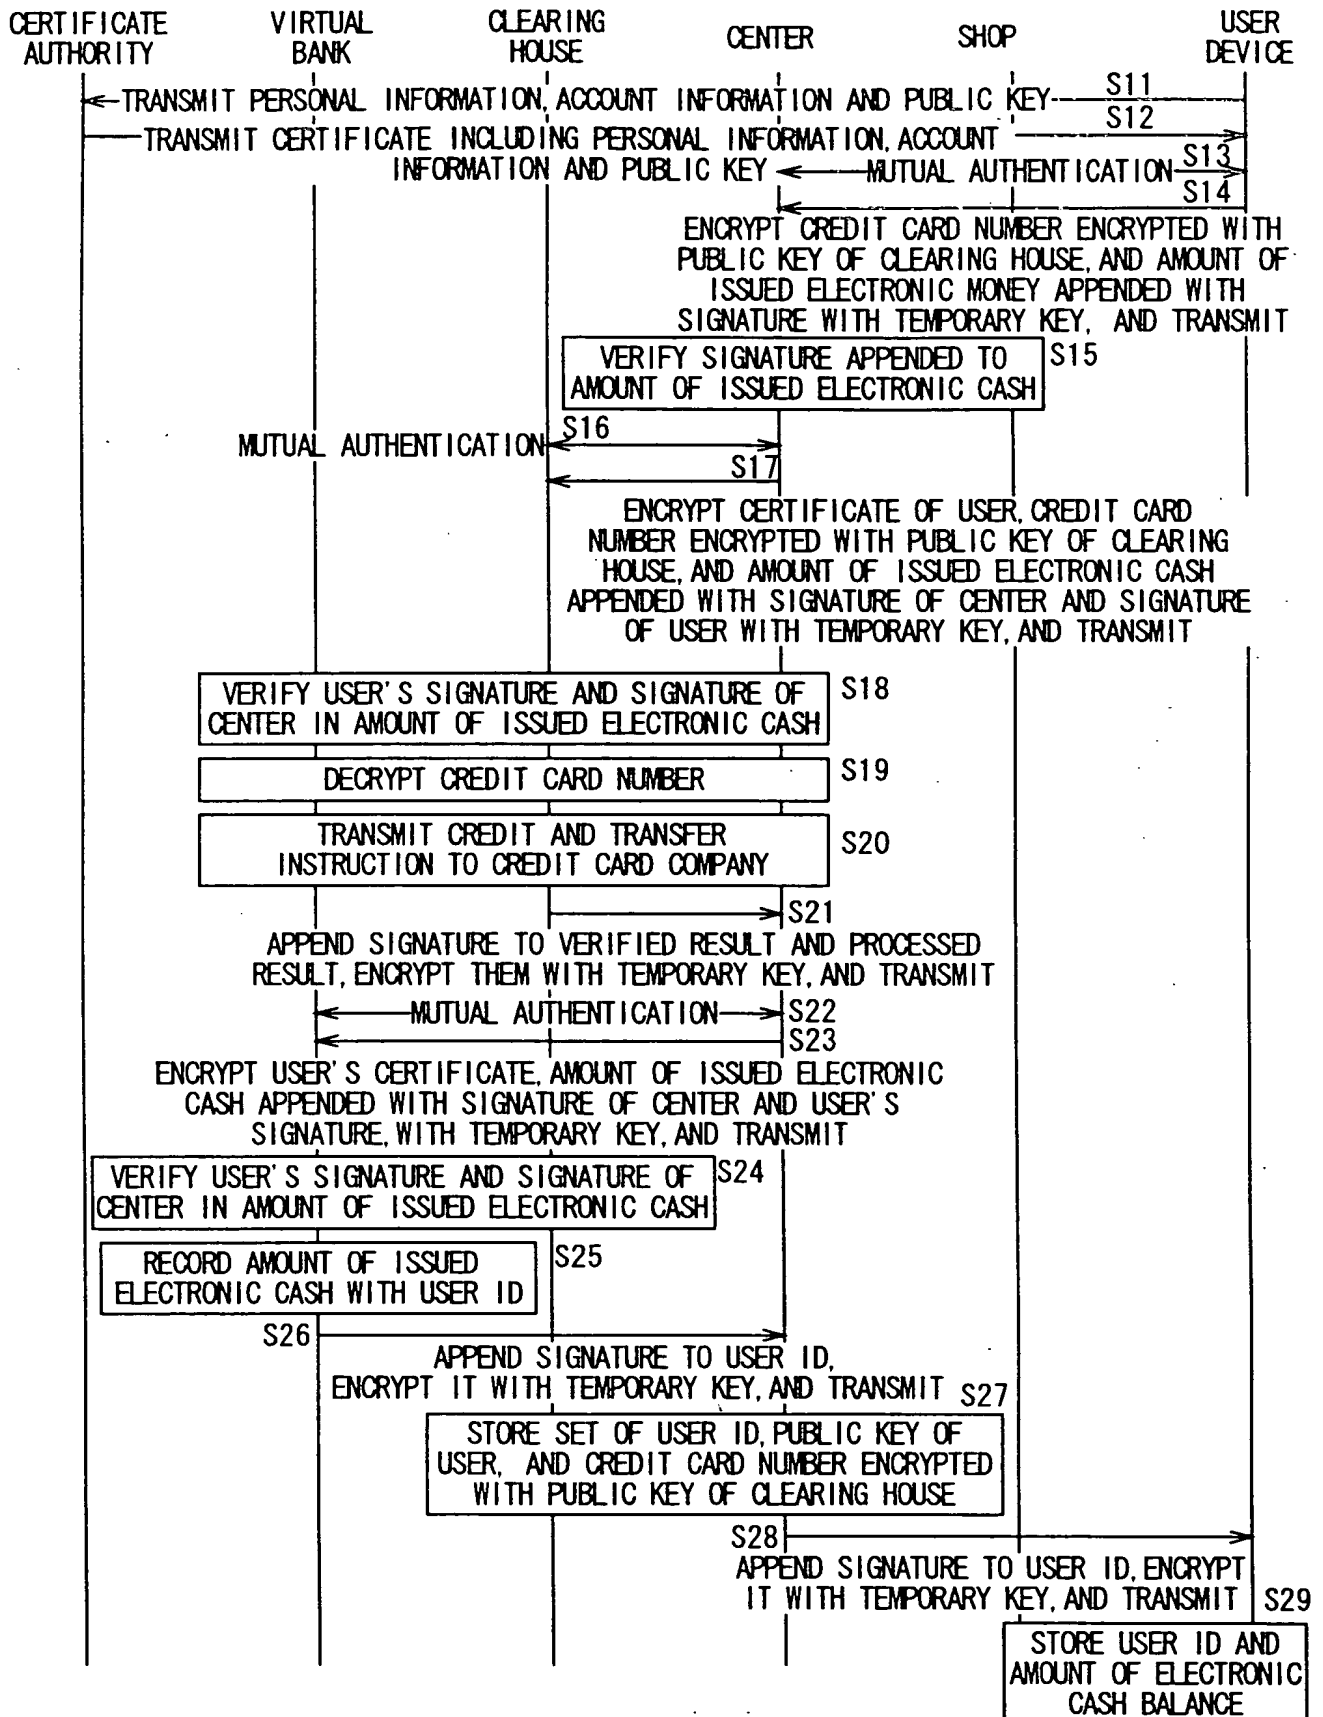 CERTIFICATE
AUTHORITY
VIRTUAL
BANK
CLEARING
HOUSE
CENTER
SHOP
USER
DEVICE
TRANSMIT PERSONAL INFORMATION, ACCOUNT INFORMATION AND PUBLIC KEY
S11
S12
TRANSMIT CERTIFICATE INCLUDING PERSONAL INFORMATION, ACCOUNT
INFORMATION AND PUBLIC KEY
S13
MUTUAL AUTHENTICATION
S14
ENCRYPT CREDIT CARD NUMBER ENCRYPTED WITH
PUBLIC KEY OF CLEARING HOUSE, AND AMOUNT OF
ISSUED ELECTRONIC MONEY APPENDED WITH
SIGNATURE WITH TEMPORARY KEY, AND TRANSMIT
VERIFY SIGNATURE APPENDED TO
AMOUNT OF ISSUED ELECTRONIC CASH
S15
S16
MUTUAL AUTHENTICATION
S17
ENCRYPT CERTIFICATE OF USER, CREDIT CARD
NUMBER ENCRYPTED WITH PUBLIC KEY OF CLEARING
HOUSE, AND AMOUNT OF ISSUED ELECTRONIC CASH
APPENDED WITH SIGNATURE OF CENTER AND SIGNATURE
OF USER WITH TEMPORARY KEY, AND TRANSMIT
VERIFY USER'S SIGNATURE AND SIGNATURE OF
CENTER IN AMOUNT OF ISSUED ELECTRONIC CASH
S18
DECRYPT CREDIT CARD NUMBER
S19
TRANSMIT CREDIT AND TRANSFER
INSTRUCTION TO CREDIT CARD COMPANY
S20
S21
APPEND SIGNATURE TO VERIFIED RESULT AND PROCESSED
RESULT, ENCRYPT THEM WITH TEMPORARY KEY, AND TRANSMIT
MUTUAL AUTHENTICATION
S22
S23
ENCRYPT USER'S CERTIFICATE, AMOUNT OF ISSUED ELECTRONIC
CASH APPENDED WITH SIGNATURE OF CENTER AND USER'S
SIGNATURE, WITH TEMPORARY KEY, AND TRANSMIT
VERIFY USER'S SIGNATURE AND SIGNATURE OF
CENTER IN AMOUNT OF ISSUED ELECTRONIC CASH
S24
RECORD AMOUNT OF ISSUED
ELECTRONIC CASH WITH USER ID
S25
S26
APPEND SIGNATURE TO USER ID,
ENCRYPT IT WITH TEMPORARY KEY, AND TRANSMIT
S27
STORE SET OF USER ID, PUBLIC KEY OF
USER, AND CREDIT CARD NUMBER ENCRYPTED
WITH PUBLIC KEY OF CLEARING HOUSE
S28
APPEND SIGNATURE TO USER ID, ENCRYPT
IT WITH TEMPORARY KEY, AND TRANSMIT
S29
STORE USER ID AND
AMOUNT OF ELECTRONIC
CASH BALANCE